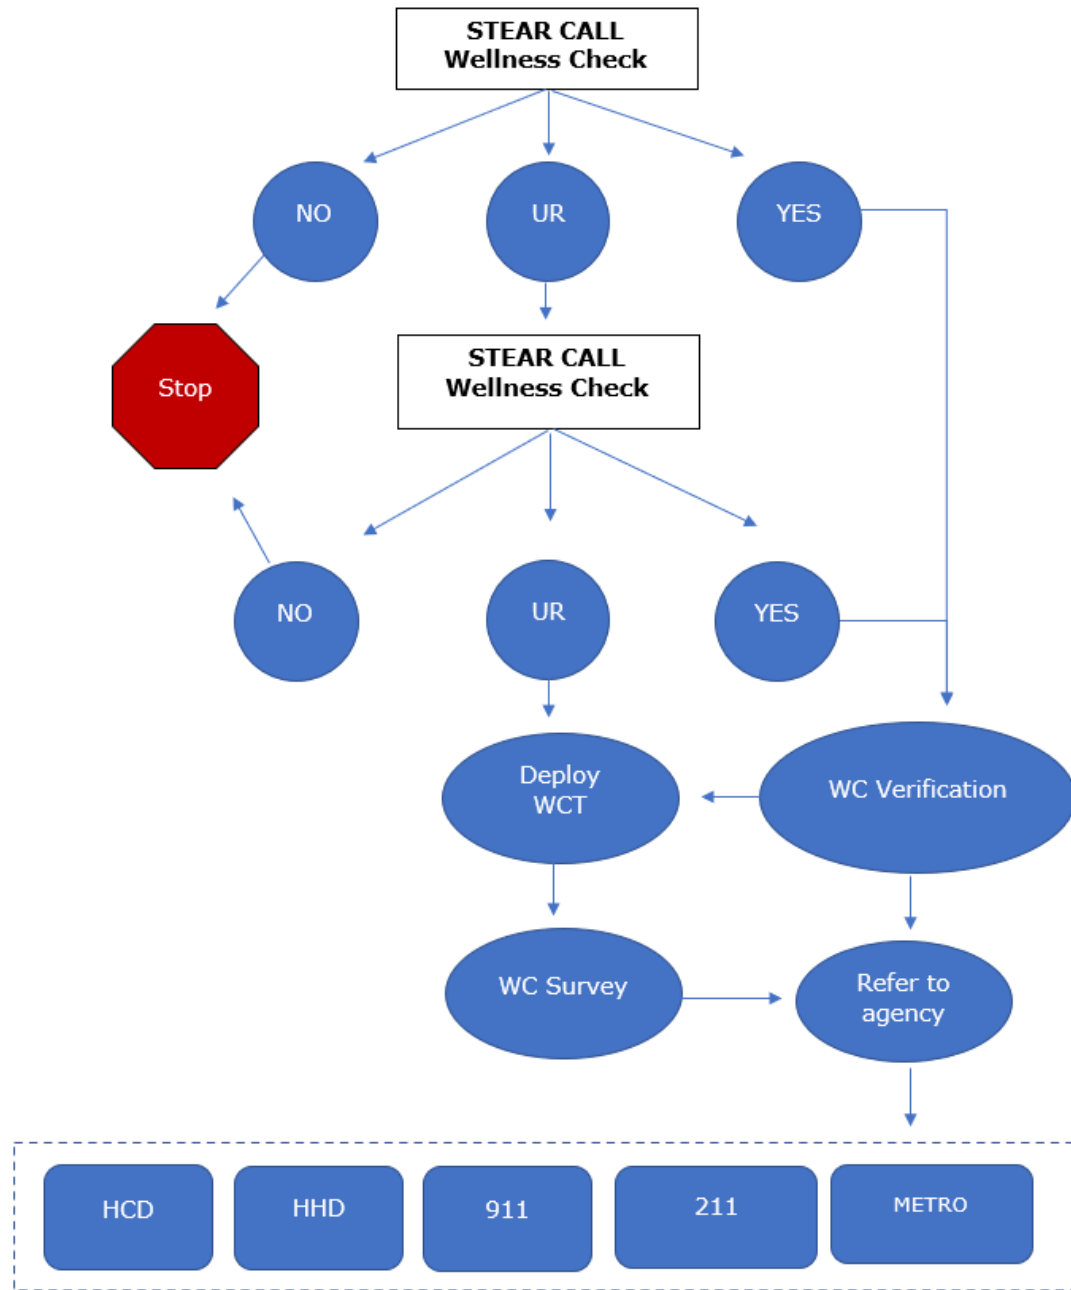 STEAR CALL
Wellness Check
NO
UR
YES
Stop
STEAR CALL
Wellness Check
NO
UR
YES
Deploy
WCT
WC Verification
WC Survey
Refer to
agency
HCD
HHD
911
211
METRO